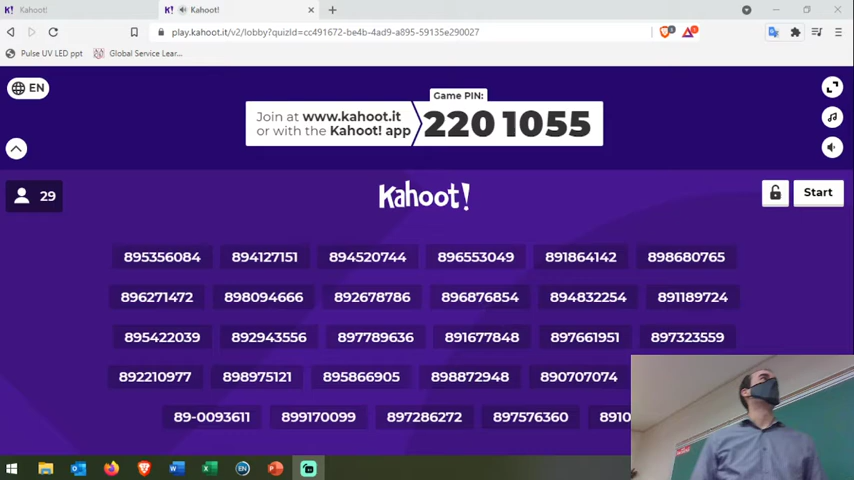 Kahoot!
Kahoot!
play.kahoot.it/v2/lobby?quizId=cc491672-be4b-4ad9-a895-59135e290027
Pulse UV LED ppt
Global Service Lear...
EN
Game PIN:
Join at www.kahoot.it
or with the Kahoot! app
220 1055
29
Kahoot!
Start
895356084 894127151 894520744 896553049 891864142 898680765
896271472 898094666 892678786 896876854 894832254 891189724
895422039 892943556 897789636 891677848 897661951 897323559
892210977 898975121 895866905 898872948 890707074
89-0093611 899170099 897286272 897576360 8910